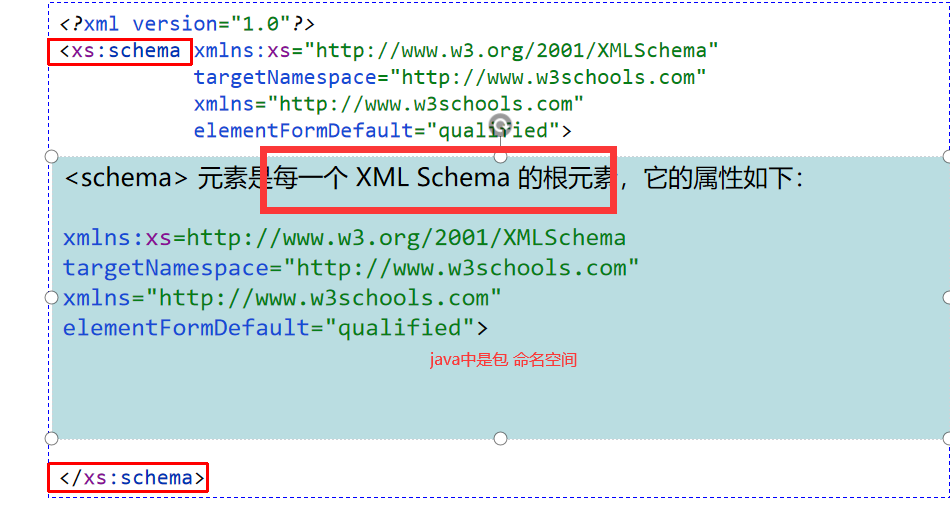 <?xml version="1.0"?>
<xs:schema xmlns:xs="http://www.w3.org/2001/XMLSchema"
targetNamespace="http://www.w3schools.com"
xmlns="http://www.w3schools.com"
elementFormDefault="qualified">
<schema> 元素是每一个 XML Schema 的根元素，它的属性如下：
xmlns:xs=http://www.w3.org/2001/XMLSchema
targetNamespace="http://www.w3schools.com"
xmlns="http://www.w3schools.com"
elementFormDefault="qualified">
java中是包 命名空间
</xs:schema>